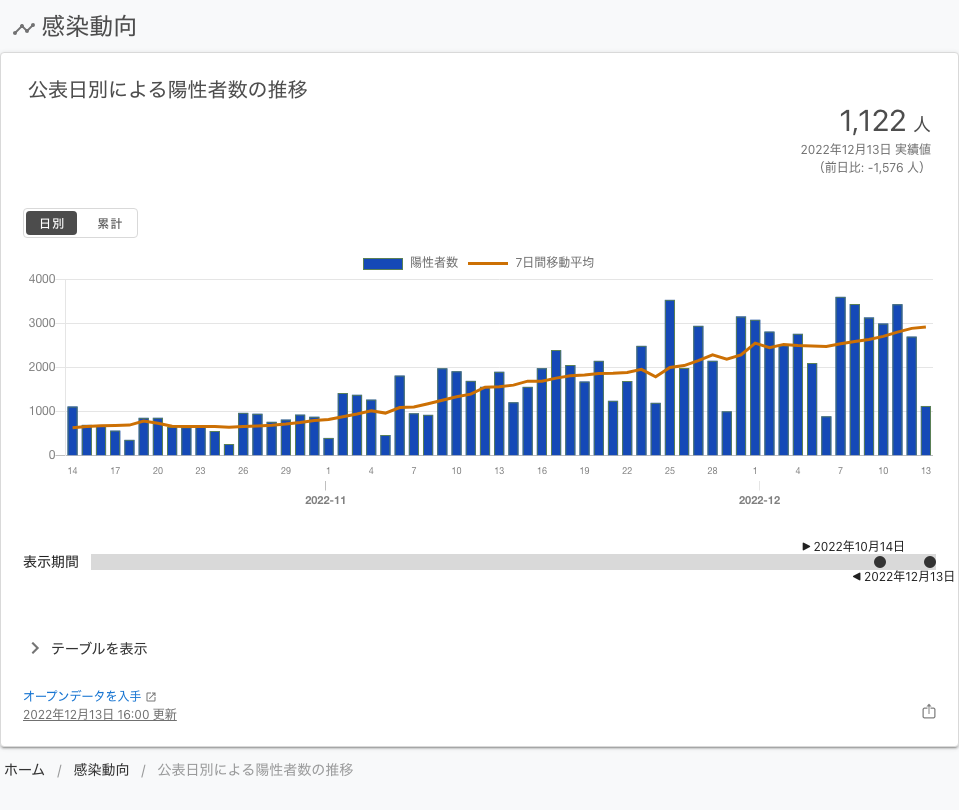 感染動向
公表日別による陽性者数の推移
1,122 人
2022年12月13日 実績値
（前日比: -1,576 人）
日別 累計
陽性者数 7日間移動平均
4000
3000
2000
1000
0
14 17 20 23 26 29 1 4 7 10 13 16 19 22 25 28 1 4 7 10 13
2022-11 2022-12
▶ 2022年10月14日
表示期間
◀ 2022年12月13日
テーブルを表示
オープンデータを入手
2022年12月13日 16:00 更新
ホーム / 感染動向 / 公表日別による陽性者数の推移